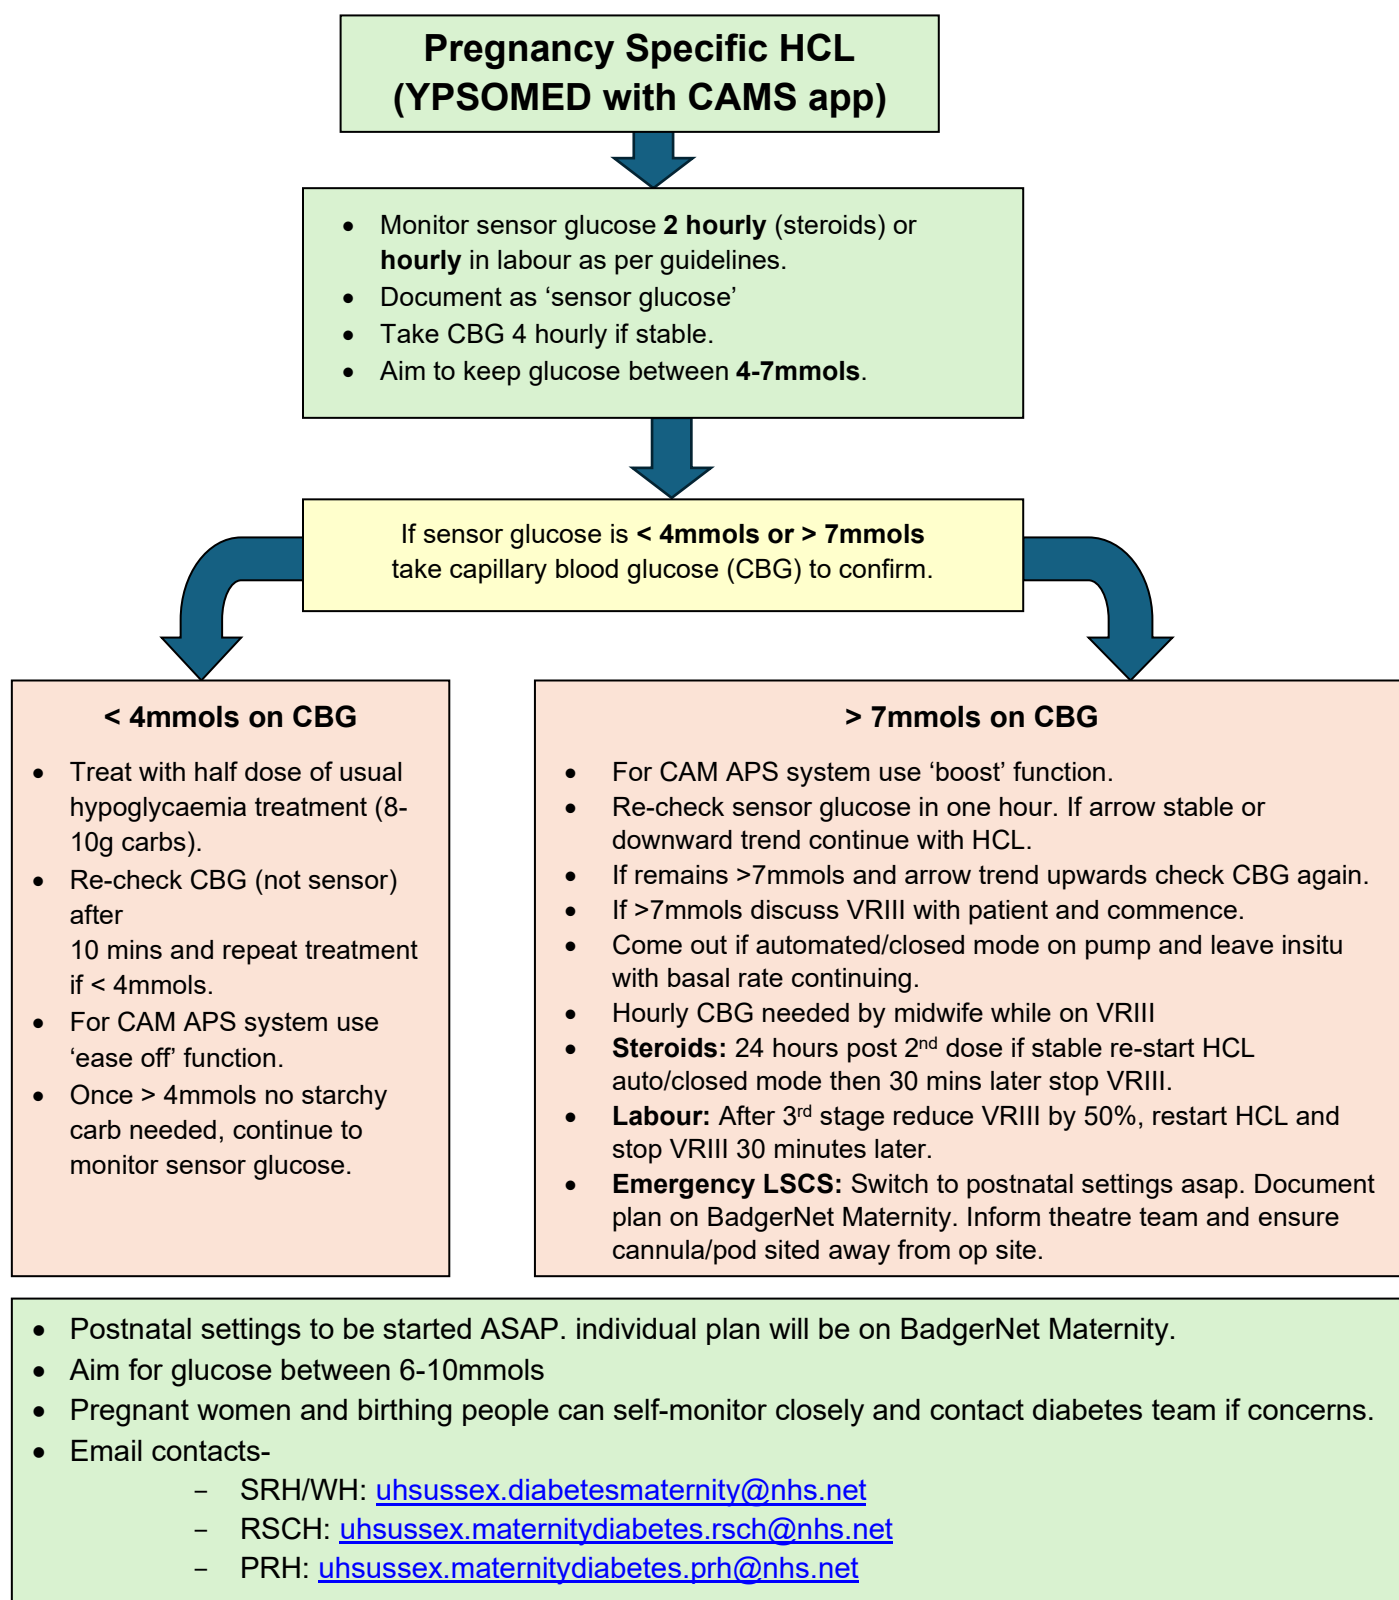 Pregnancy Specific HCL
(YPSOMED with CAMS app)
• Monitor sensor glucose 2 hourly (steroids) or
hourly in labour as per guidelines.
• Document as ‘sensor glucose’
• Take CBG 4 hourly if stable.
• Aim to keep glucose between 4-7mmols.
If sensor glucose is < 4mmols or > 7mmols
take capillary blood glucose (CBG) to confirm.
< 4mmols on CBG
• Treat with half dose of usual
hypoglycaemia treatment (8-
10g carbs).
• Re-check CBG (not sensor)
after
10 mins and repeat treatment
if < 4mmols.
• For CAM APS system use
‘ease off’ function.
• Once > 4mmols no starchy
carb needed, continue to
monitor sensor glucose.
> 7mmols on CBG
• For CAM APS system use ‘boost’ function.
• Re-check sensor glucose in one hour. If arrow stable or
downward trend continue with HCL.
• If remains >7mmols and arrow trend upwards check CBG again.
• If >7mmols discuss VRIII with patient and commence.
• Come out if automated/closed mode on pump and leave insitu
with basal rate continuing.
• Hourly CBG needed by midwife while on VRIII
• Steroids: 24 hours post 2nd dose if stable re-start HCL
auto/closed mode then 30 mins later stop VRIII.
• Labour: After 3rd stage reduce VRIII by 50%, restart HCL and
stop VRIII 30 minutes later.
• Emergency LSCS: Switch to postnatal settings asap. Document
plan on BadgerNet Maternity. Inform theatre team and ensure
cannula/pod sited away from op site.
• Postnatal settings to be started ASAP. individual plan will be on BadgerNet Maternity.
• Aim for glucose between 6-10mmols
• Pregnant women and birthing people can self-monitor closely and contact diabetes team if concerns.
• Email contacts-
− SRH/WH: uhsussex.diabetesmaternity@nhs.net
− RSCH: uhsussex.maternitydiabetes.rsch@nhs.net
− PRH: uhsussex.maternitydiabetes.prh@nhs.net